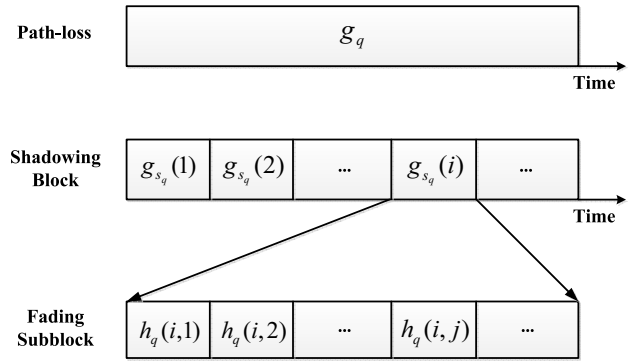 Path-loss
g_q
Time
Shadowing Block
g_{s_q}(1) g_{s_q}(2) ... g_{s_q}(i) ...
Time
Fading Subblock
h_q(i,1) h_q(i,2) ... h_q(i,j) ...